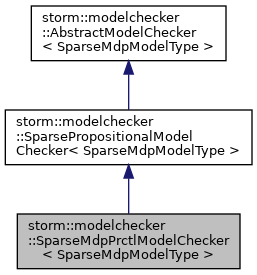 storm::modelchecker
::AbstractModelChecker
< SparseMdpModelType >
storm::modelchecker
::SparsePropositionalModel
Checker< SparseMdpModelType >
storm::modelchecker
::SparseMdpPrctlModelChecker
< SparseMdpModelType >